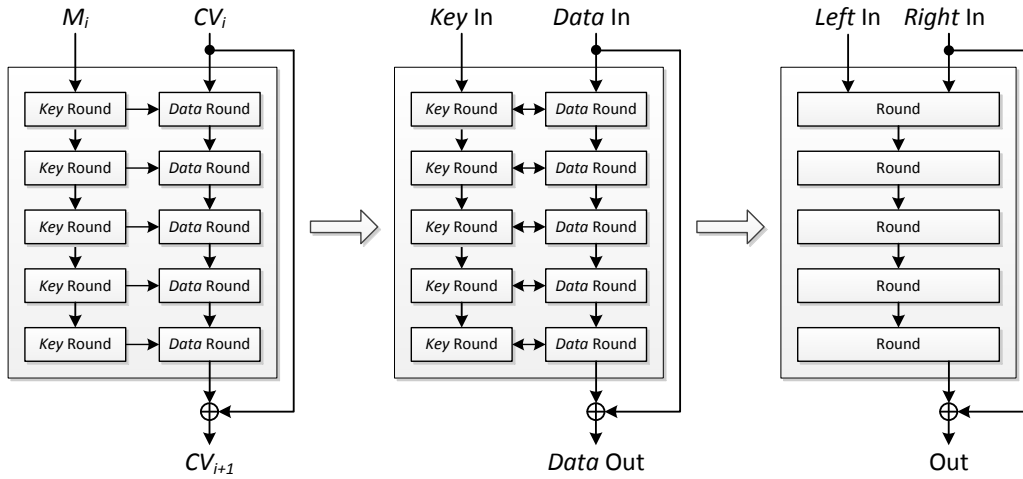 M_i CV_i Key In Data In Left In Right In
Key Round Data Round Key Round Data Round Round
Key Round Data Round Key Round Data Round Round
Key Round Data Round Key Round Data Round Round
Key Round Data Round Key Round Data Round Round
Key Round Data Round Key Round Data Round Round
CV_{i+1} Data Out Out